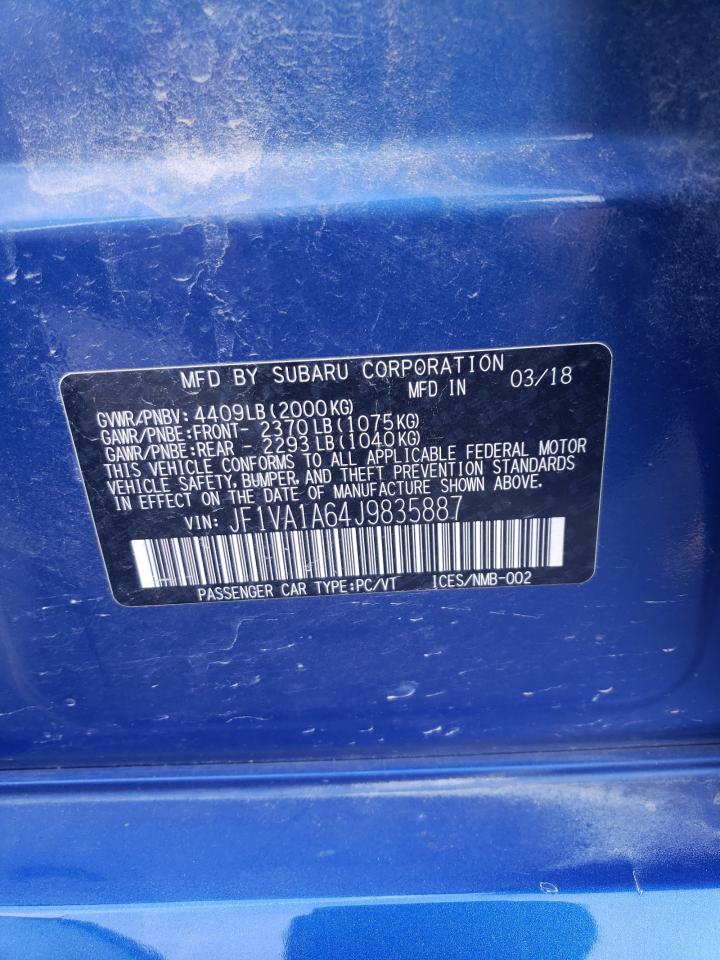 MFD BY SUBARU CORPORATION
MFD IN 03/18
GVWR/PNBV: 4409LB(2000KG)
GAWR/PNBE:FRONT- 2370LB(1075KG)
GAWR/PNBE:REAR - 2293LB(1040KG)
THIS VEHICLE CONFORMS TO ALL APPLICABLE FEDERAL MOTOR
VEHICLE SAFETY, BUMPER, AND THEFT PREVENTION STANDARDS
IN EFFECT ON THE DATE OF MANUFACTURE SHOWN ABOVE.
VIN: JF1VA1A64J9835887
PASSENGER CAR TYPE:PC/VT ICES/NMB-002